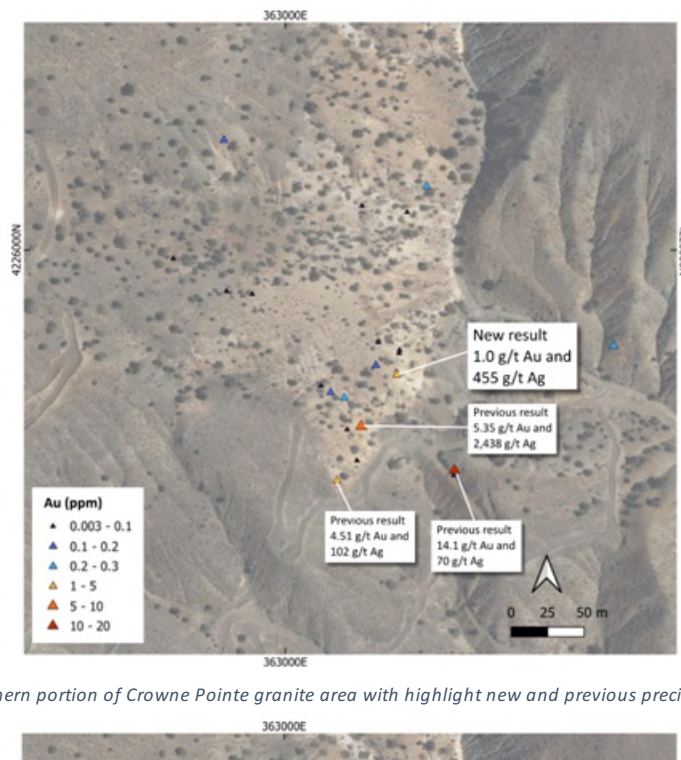 363000E
4226000N
New result
1.0 g/t Au and
455 g/t Ag
Previous result
5.35 g/t Au and
2,438 g/t Ag
Au (ppm)
0.003 - 0.1
0.1 - 0.2
0.2 - 0.3
1 - 5
5 - 10
10 - 20
Previous result
4.51 g/t Au and
102 g/t Ag
Previous result
14.1 g/t Au and
70 g/t Ag
0 25 50 m
363000E
hern portion of Crowne Pointe granite area with highlight new and previous preci
363000E